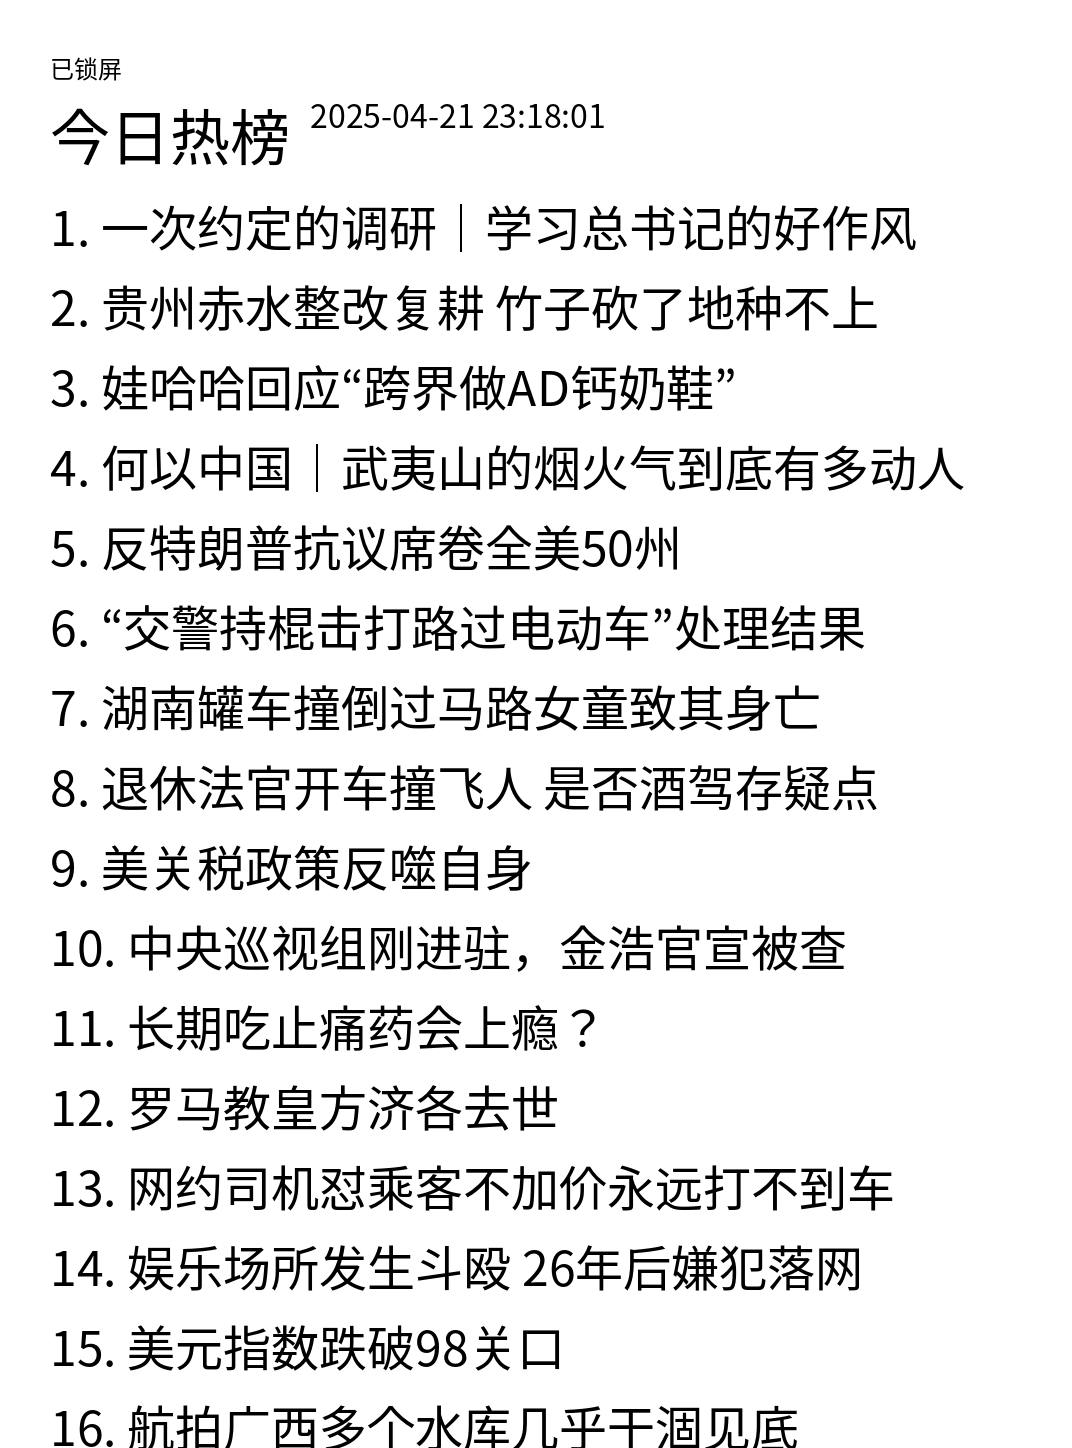 已锁屏
今日热榜 2025-04-21 23:18:01
1. 一次约定的调研｜学习总书记的好作风
2. 贵州赤水整改复耕 竹子砍了地种不上
3. 娃哈哈回应“跨界做AD钙奶鞋”
4. 何以中国｜武夷山的烟火气到底有多动人
5. 反特朗普抗议席卷全美50州
6. “交警持棍击打路过电动车”处理结果
7. 湖南罐车撞倒过马路女童致其身亡
8. 退休法官开车撞飞人 是否酒驾存疑点
9. 美关税政策反噬自身
10. 中央巡视组刚进驻，金浩官宣被查
11. 长期吃止痛药会上瘾？
12. 罗马教皇方济各去世
13. 网约司机怼乘客不加价永远打不到车
14. 娱乐场所发生斗殴 26年后嫌犯落网
15. 美元指数跌破98关口
16. 航拍广西多个水库几乎干涸见底